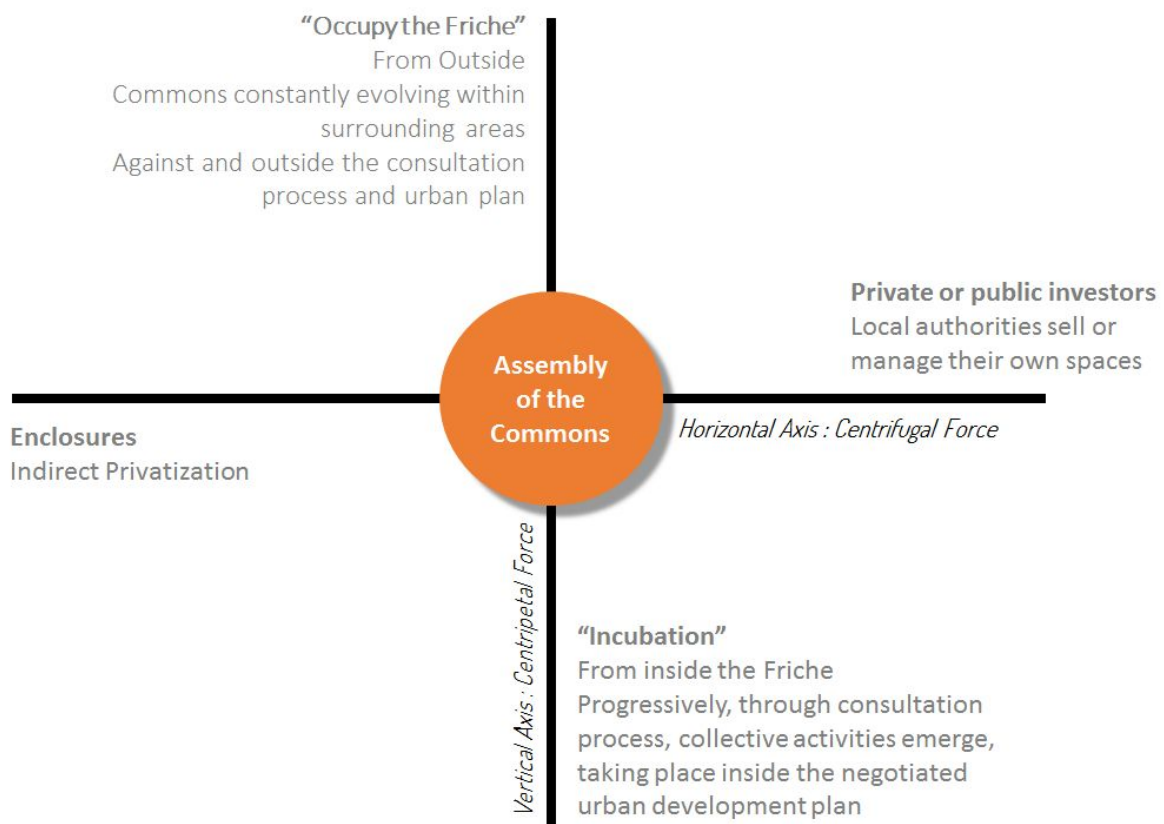 “Occupy the Friche”
From Outside
Commons constantly evolving within
surrounding areas
Against and outside the consultation
process and urban plan
Private or public investors
Local authorities sell or
manage their own spaces
Assembly
of the
Commons
Horizontal Axis : Centrifugal Force
Enclosures
Indirect Privatization
Vertical Axis : Centripetal Force
“Incubation”
From inside the Friche
Progressively, through consultation
process, collective activities emerge,
taking place inside the negotiated
urban development plan